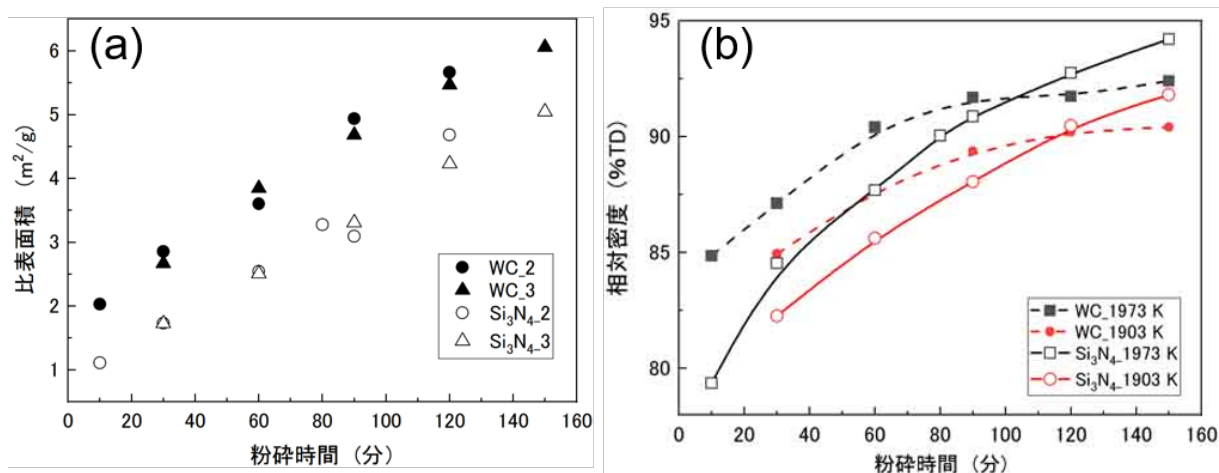 (a)
比表面積 (m²/g)
6
5
4
3
2
1
0 20 40 60 80 100 120 140 160
粉砕時間 (分)
WC_2
WC_3
Si₃N₄_2
Si₃N₄_3
(b)
相対密度 (%TD)
95
90
85
80
0 20 40 60 80 100 120 140 160
粉砕時間 (分)
WC_1973 K
WC_1903 K
Si₃N₄_1973 K
Si₃N₄_1903 K